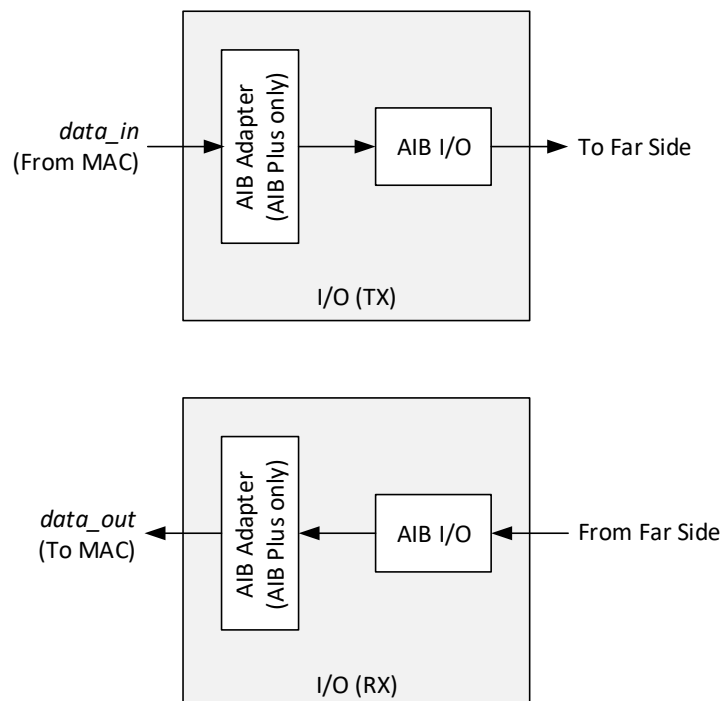 data_in
(From MAC)
AIB Adapter
(AIB Plus only)
AIB I/O
To Far Side
I/O (TX)
data_out
(To MAC)
AIB Adapter
(AIB Plus only)
AIB I/O
From Far Side
I/O (RX)